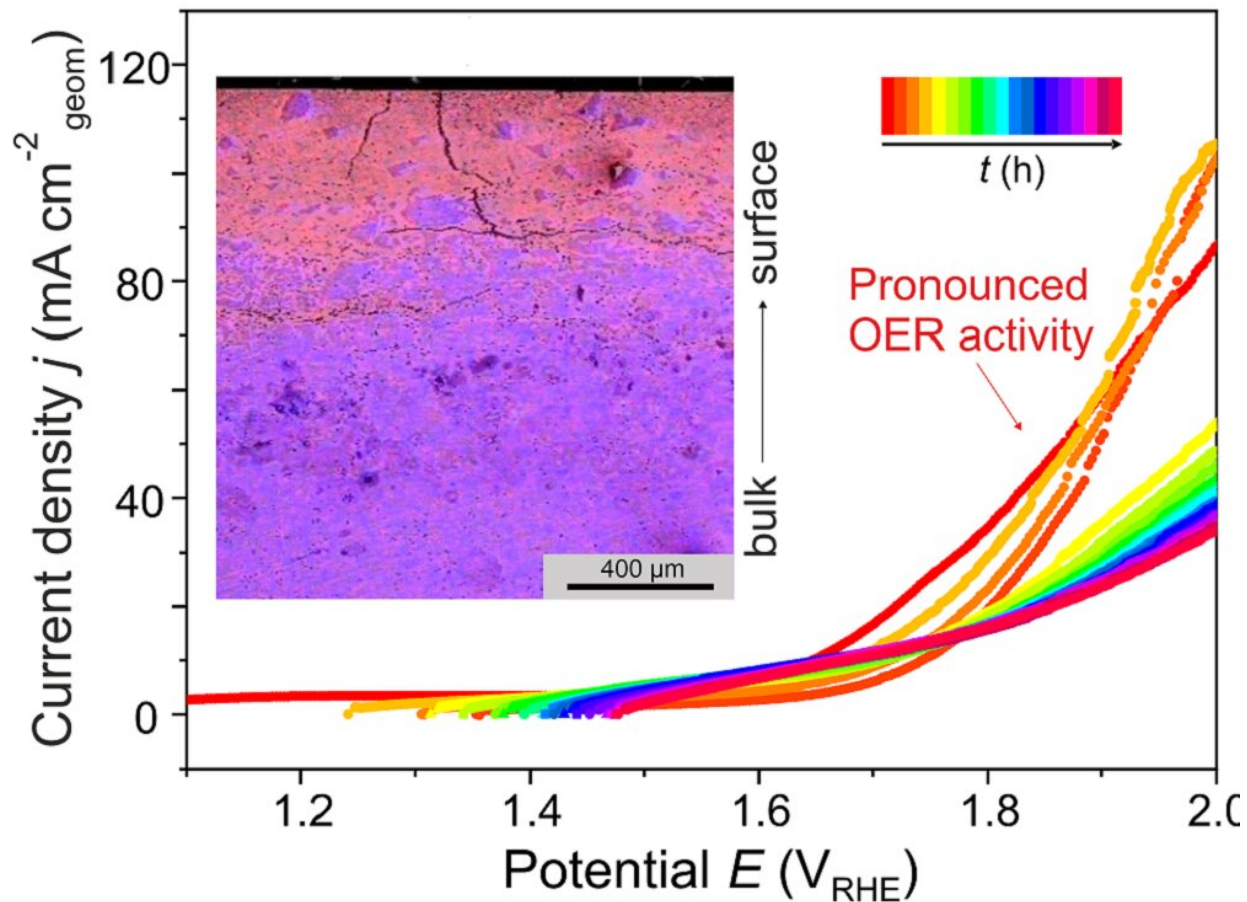 Current density j (mA cm⁻²geom)
120
80
40
0
surface
bulk
400 µm
t (h)
Pronounced
OER activity
1.2
1.4
1.6
1.8
2.0
Potential E (VRHE)